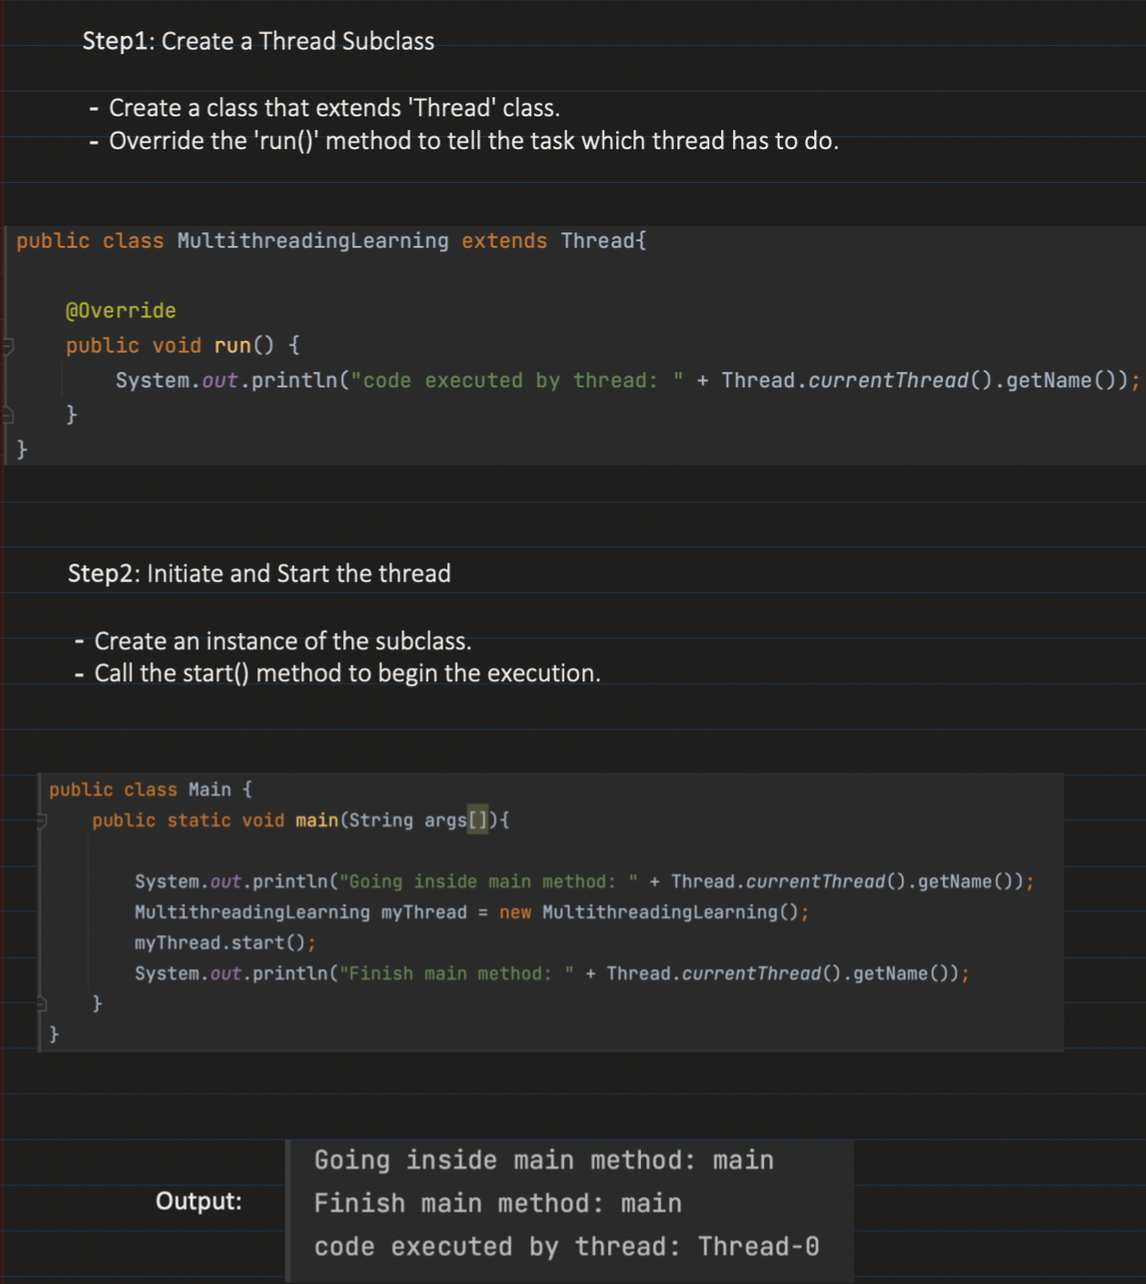 Step1: Create a Thread Subclass
- Create a class that extends 'Thread' class.
- Override the 'run()' method to tell the task which thread has to do.
public class MultithreadingLearning extends Thread{
@Override
public void run() {
System.out.println("code executed by thread: " + Thread.currentThread().getName());
}
}
Step2: Initiate and Start the thread
- Create an instance of the subclass.
- Call the start() method to begin the execution.
public class Main {
public static void main(String args[]){
System.out.println("Going inside main method: " + Thread.currentThread().getName());
MultithreadingLearning myThread = new MultithreadingLearning();
myThread.start();
System.out.println("Finish main method: " + Thread.currentThread().getName());
}
}
Output:
Going inside main method: main
Finish main method: main
code executed by thread: Thread-0